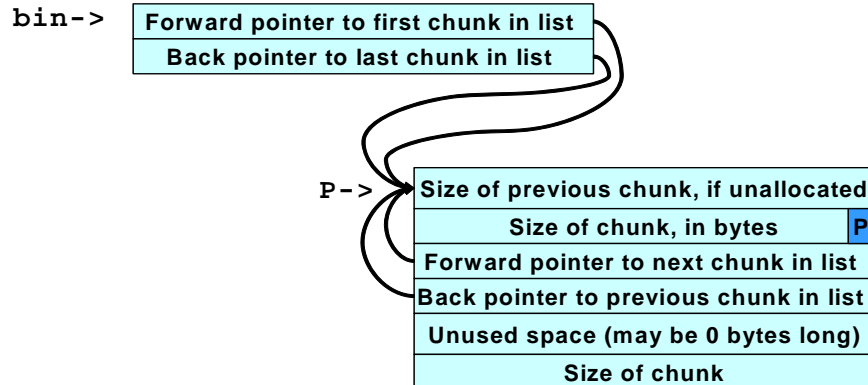 bin->
Forward pointer to first chunk in list
Back pointer to last chunk in list
P->
Size of previous chunk, if unallocated
Size of chunk, in bytes P
Forward pointer to next chunk in list
Back pointer to previous chunk in list
Unused space (may be 0 bytes long)
Size of chunk